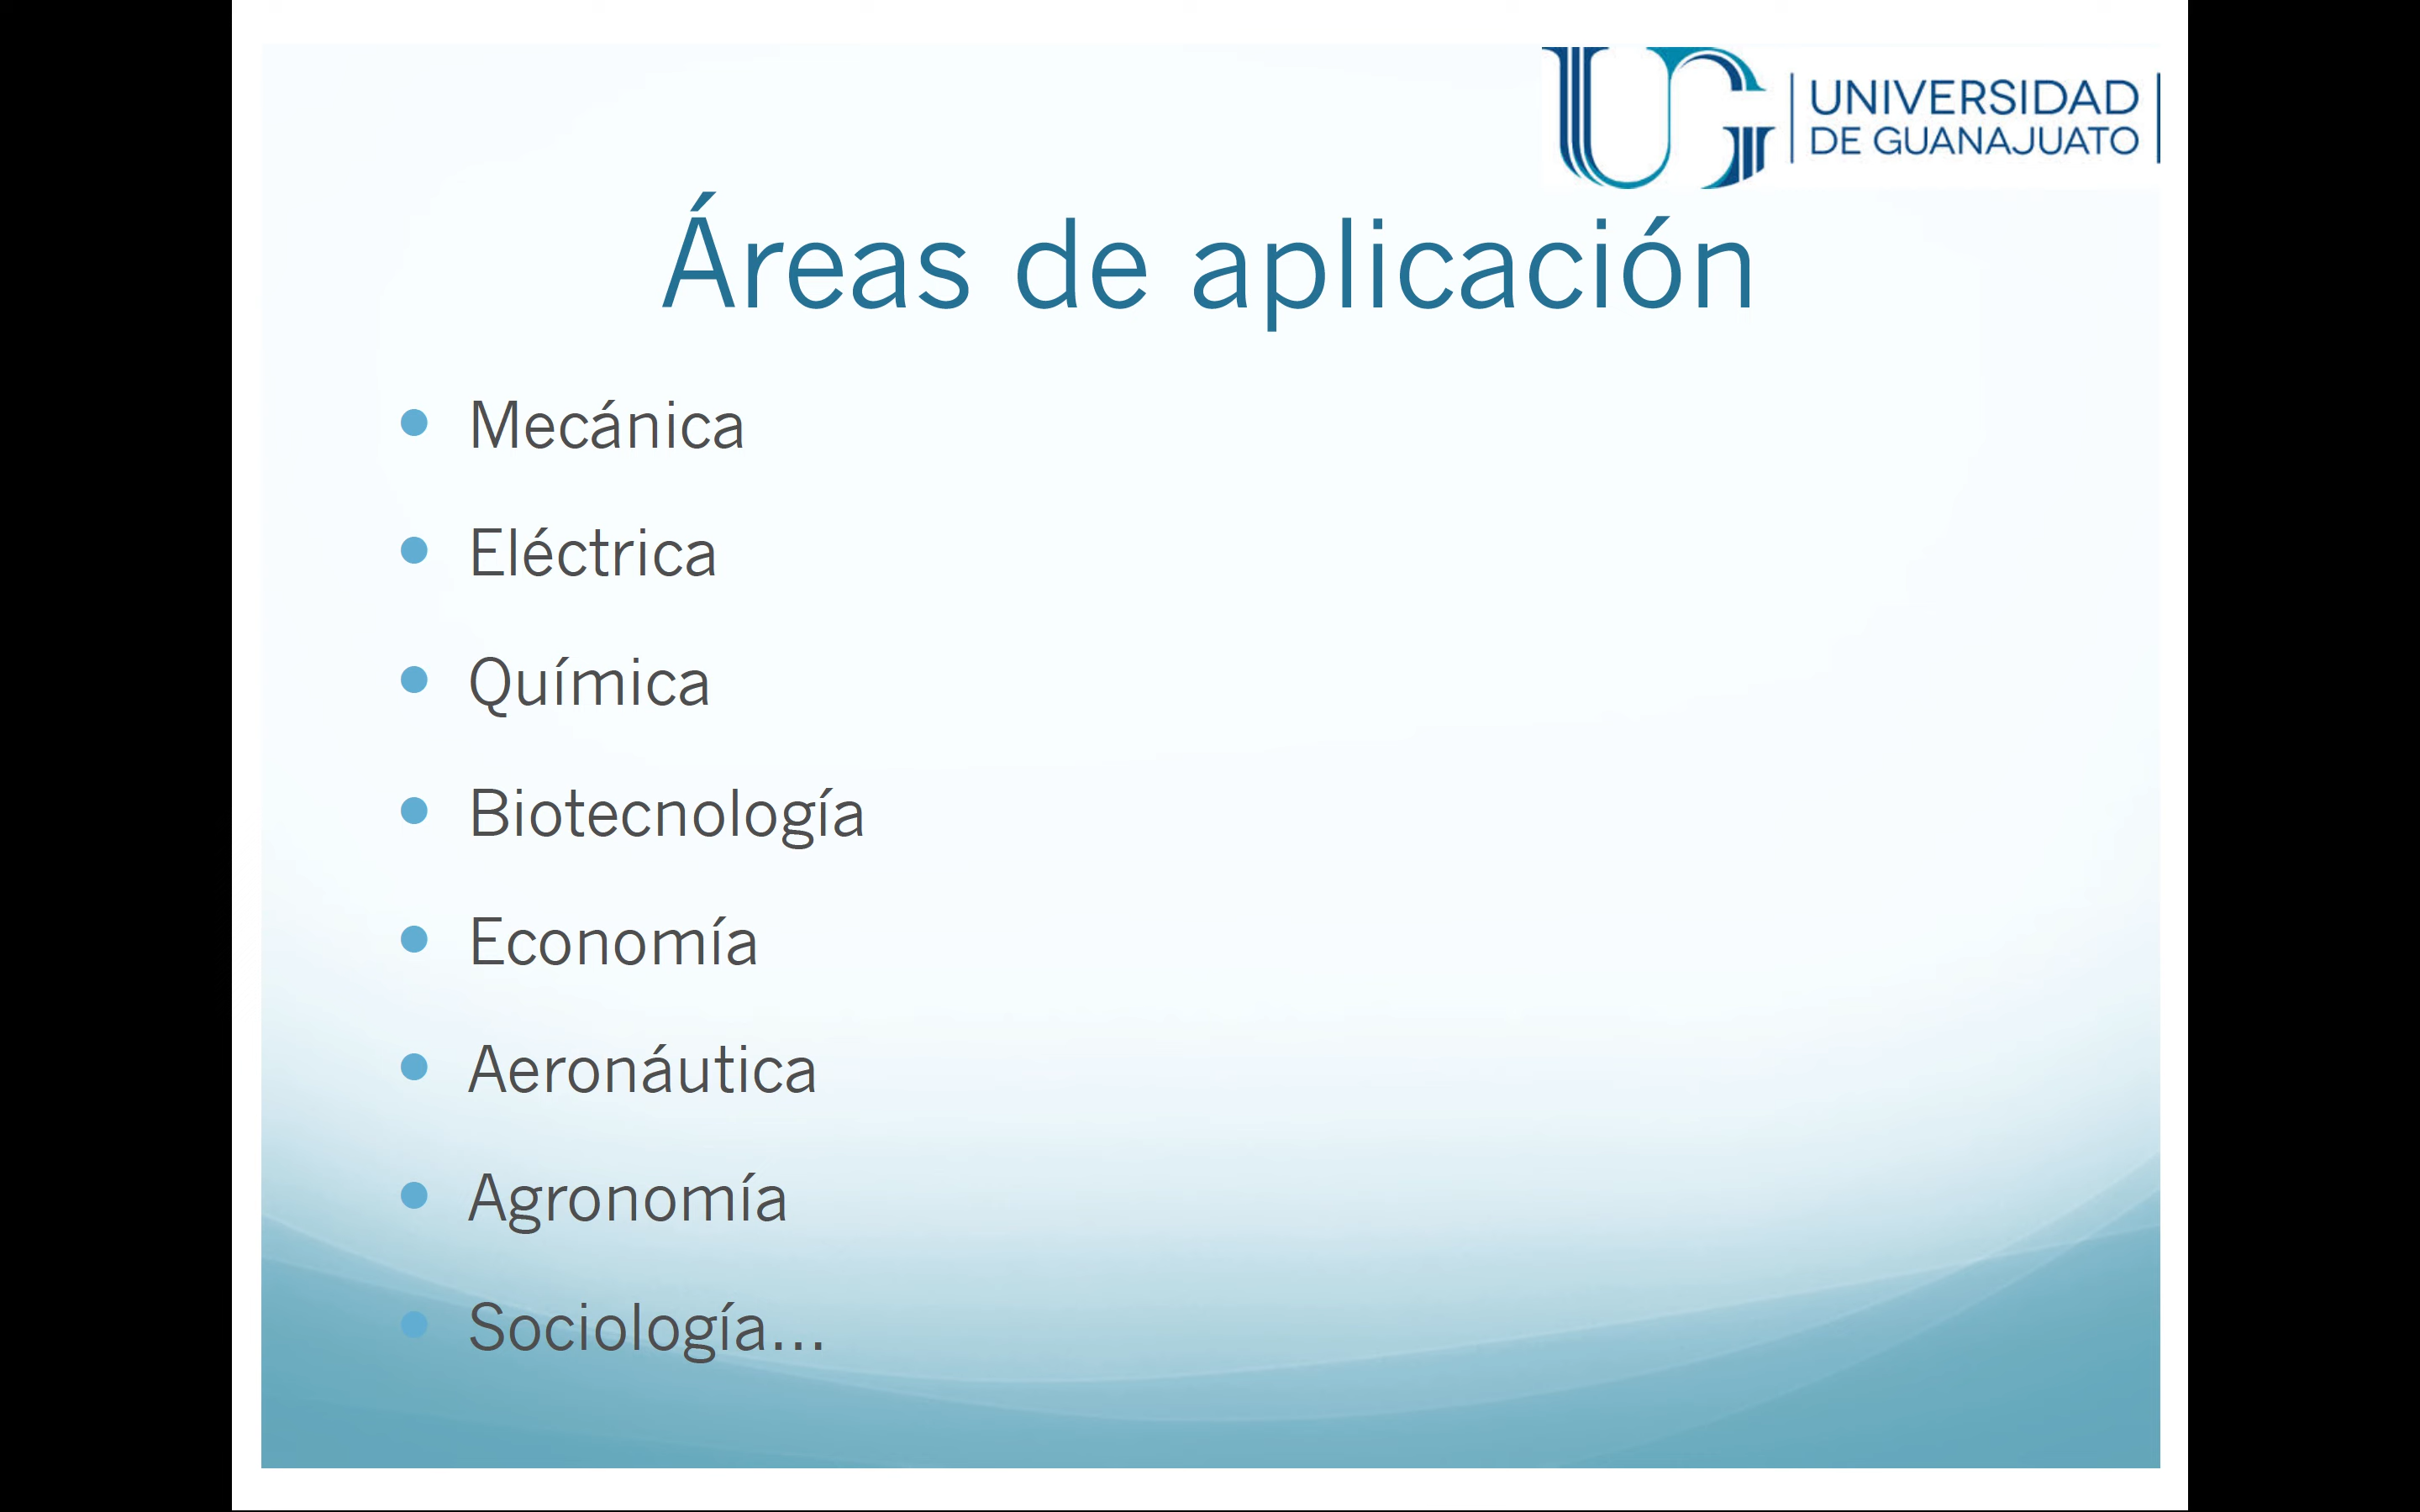 UNIVERSIDAD
DE GUANAJUATO
Áreas de aplicación
Mecánica
Eléctrica
Química
Biotecnología
Economía
Aeronáutica
Agronomía
Sociología...